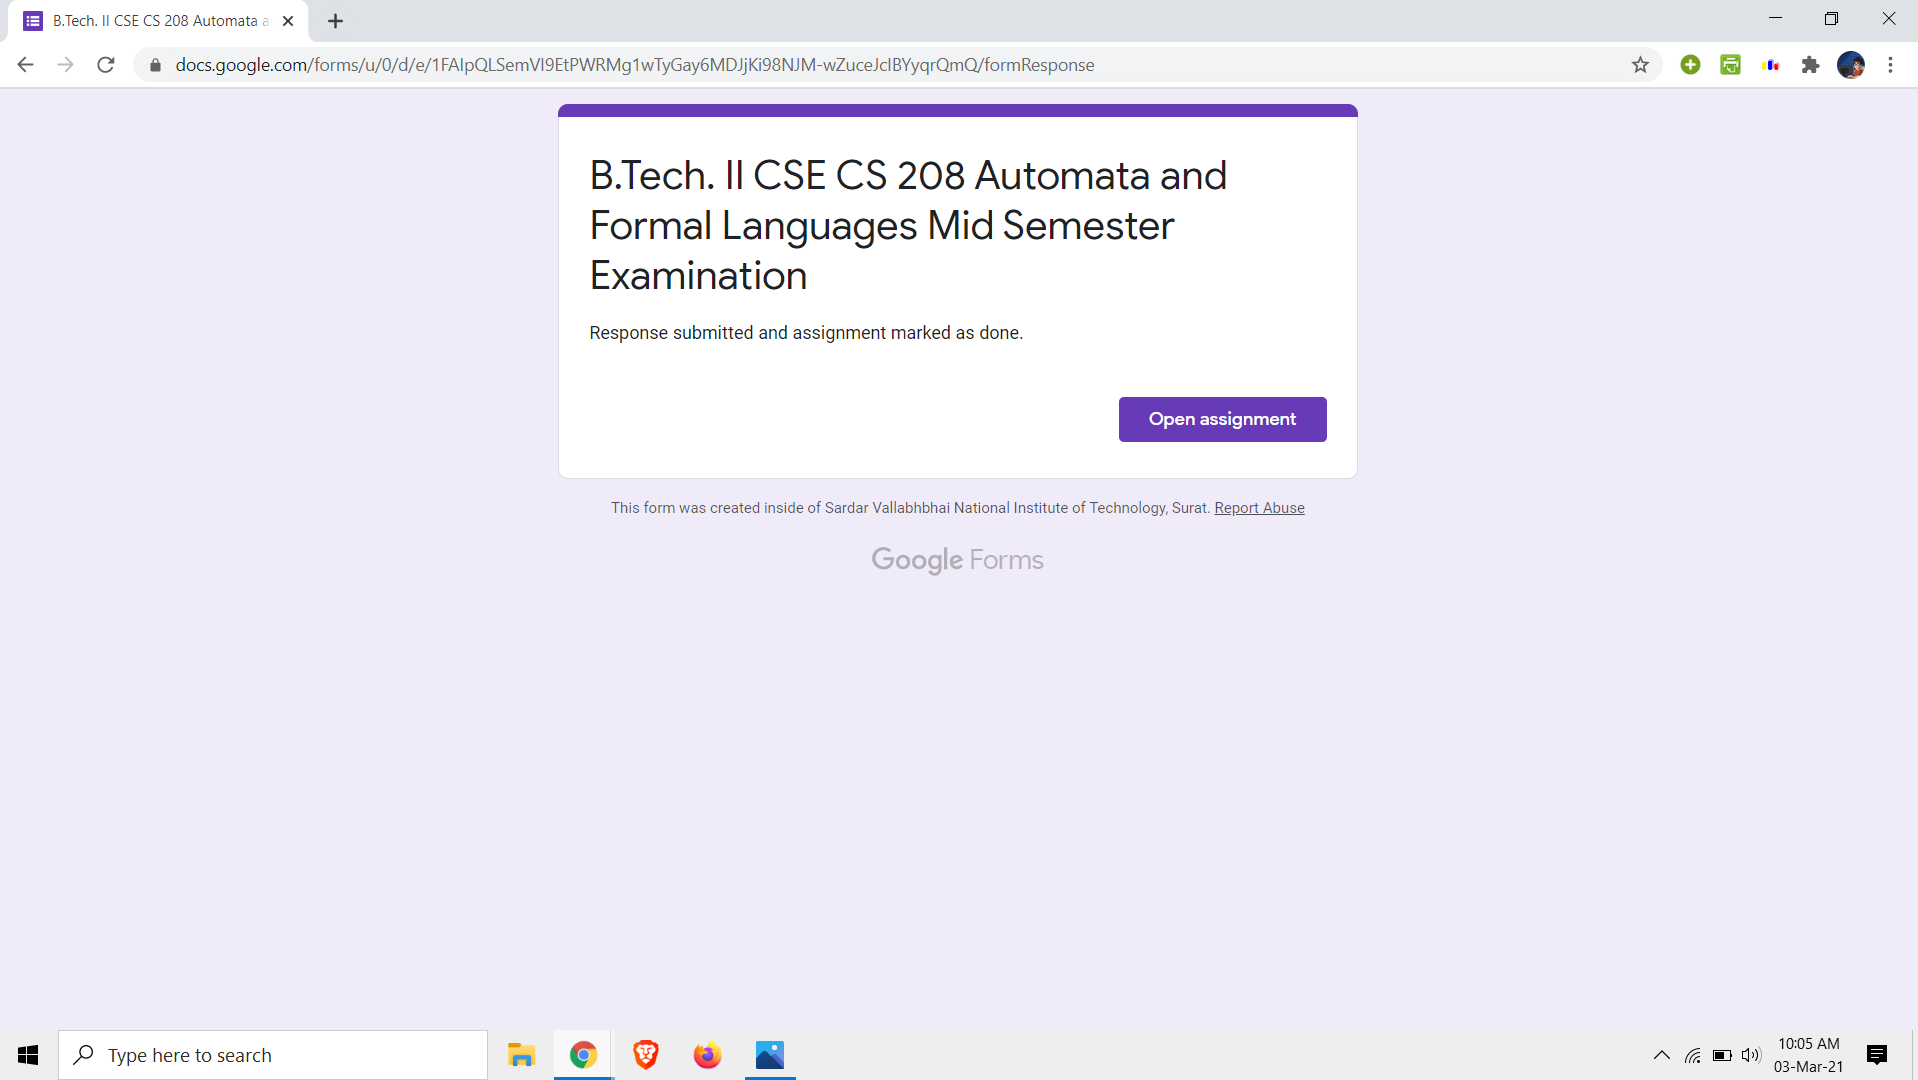 B.Tech. II CSE CS 208 Automata a
docs.google.com/forms/u/0/d/e/1FAIpQLSemVI9EtPWRMg1wTyGay6MDJjKi98NJM-wZuceJcIBYyqrQmQ/formResponse
B.Tech. II CSE CS 208 Automata and
Formal Languages Mid Semester
Examination
Response submitted and assignment marked as done.
Open assignment
This form was created inside of Sardar Vallabhbhai National Institute of Technology, Surat. Report Abuse
Google Forms
Type here to search
10:05 AM
03-Mar-21